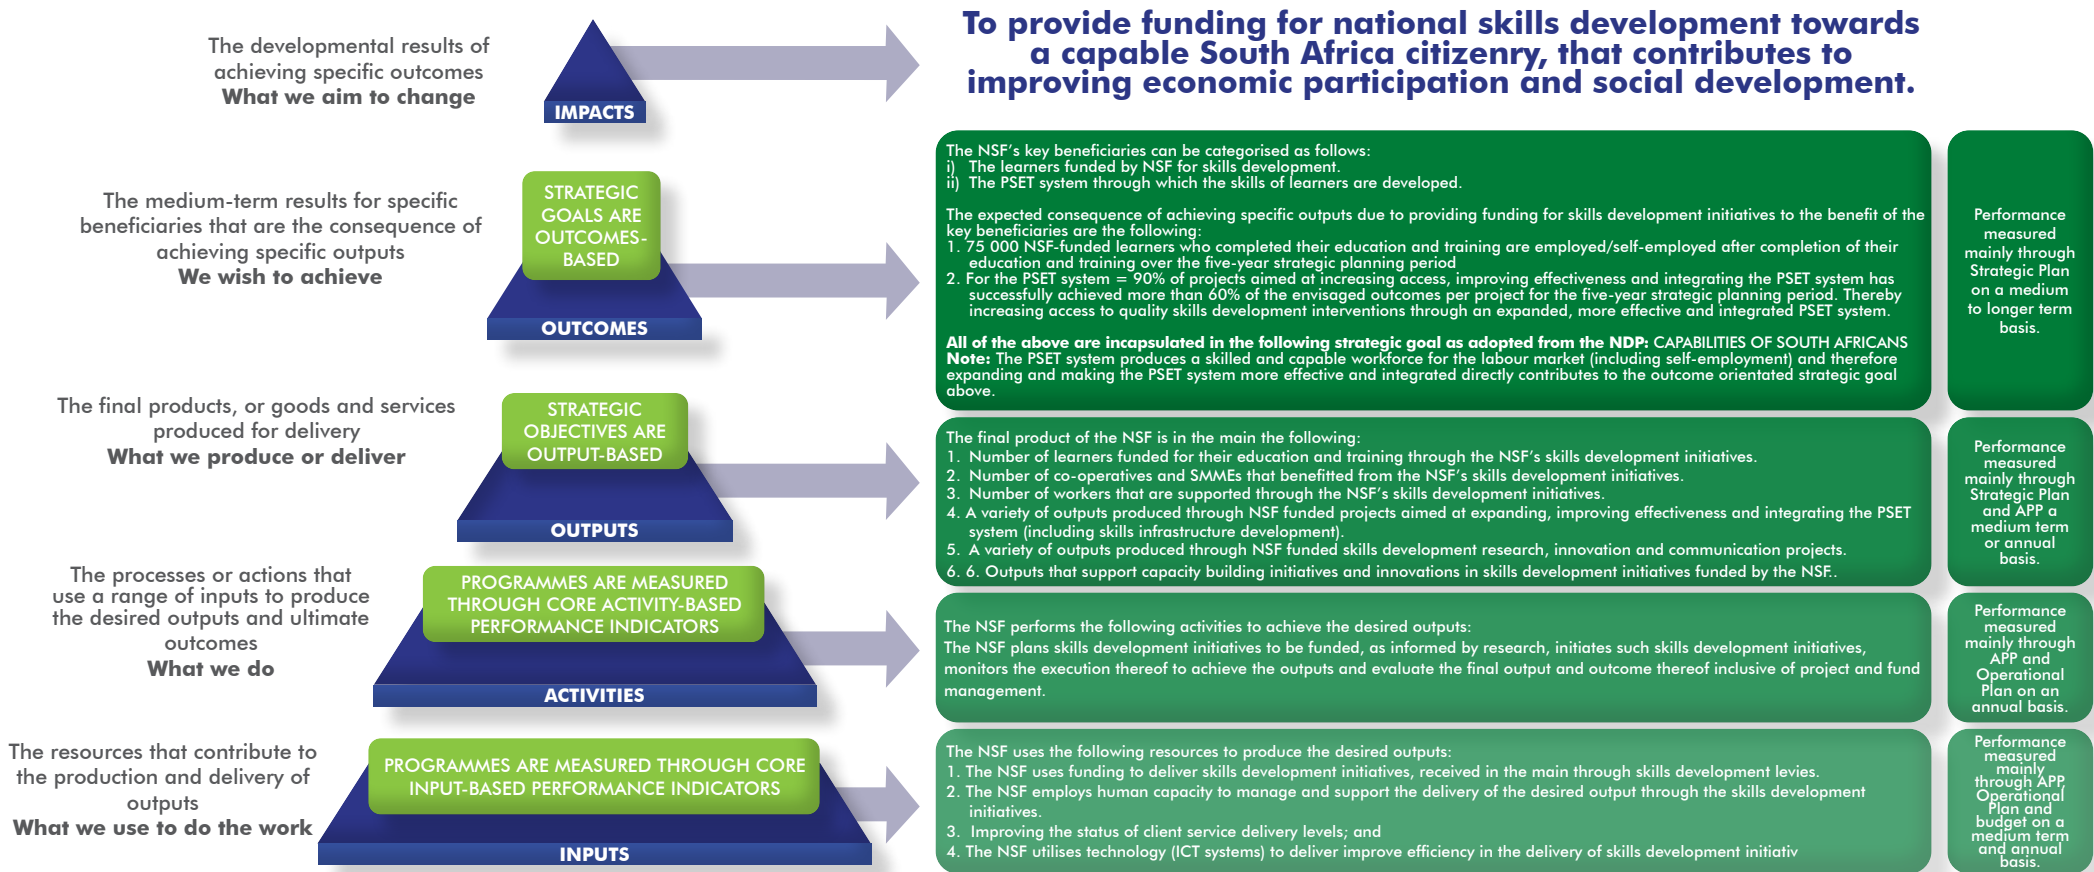 The developmental results of
achieving specific outcomes
What we aim to change
IMPACTS
To provide funding for national skills development towards
a capable South Africa citizenry, that contributes to
improving economic participation and social development.
The medium-term results for specific
beneficiaries that are the consequence of
achieving specific outputs
We wish to achieve
STRATEGIC
GOALS ARE
OUTCOMES-
BASED
OUTCOMES
The NSF's key beneficiaries can be categorised as follows:
i) The learners funded by NSF for skills development.
ii) The PSET system through which the skills of learners are developed.
The expected consequence of achieving specific outputs due to providing funding for skills development initiatives to the benefit of the
key beneficiaries are the following:
1. 75 000 NSF-funded learners who completed their education and training are employed/self-employed after completion of their
education and training over the five-year strategic planning period
2. For the PSET system = 90% of projects aimed at increasing access, improving effectiveness and integrating the PSET system has
successfully achieved more than 60% of the envisaged outcomes per project for the five-year strategic planning period. Thereby
increasing access to quality skills development interventions through an expanded, more effective and integrated PSET system.
All of the above are incapsulated in the following strategic goal as adopted from the NDP: CAPABILITIES OF SOUTH AFRICANS
Note: The PSET system produces a skilled and capable workforce for the labour market (including self-employment) and therefore
expanding and making the PSET system more effective and integrated directly contributes to the outcome orientated strategic goal
above.
Performance
measured
mainly through
Strategic Plan
on a medium
to longer term
basis.
The final products, or goods and services
produced for delivery
What we produce or deliver
STRATEGIC
OBJECTIVES ARE
OUTPUT-BASED
OUTPUTS
The final product of the NSF is in the main the following:
1. Number of learners funded for their education and training through the NSF's skills development initiatives.
2. Number of co-operatives and SMMEs that benefitted from the NSF's skills development initiatives.
3. Number of workers that are supported through the NSF's skills development initiatives.
4. A variety of outputs produced through NSF funded projects aimed at expanding, improving effectiveness and integrating the PSET
system (including skills infrastructure development).
5. A variety of outputs produced through NSF funded skills development research, innovation and communication projects.
6. 6. Outputs that support capacity building initiatives and innovations in skills development initiatives funded by the NSF..
Performance
measured
mainly through
Strategic Plan
and APP a
medium term
or annual
basis.
The processes or actions that
use a range of inputs to produce
the desired outputs and ultimate
outcomes
What we do
PROGRAMMES ARE MEASURED
THROUGH CORE ACTIVITY-BASED
PERFORMANCE INDICATORS
ACTIVITIES
The NSF performs the following activities to achieve the desired outputs:
The NSF plans skills development initiatives to be funded, as informed by research, initiates such skills development initiatives,
monitors the execution thereof to achieve the outputs and evaluate the final output and outcome thereof inclusive of project and fund
management.
Performance
measured
mainly through
APP and
Operational
Plan on an
annual basis.
The resources that contribute to
the production and delivery of
outputs
What we use to do the work
PROGRAMMES ARE MEASURED THROUGH CORE
INPUT-BASED PERFORMANCE INDICATORS
INPUTS
The NSF uses the following resources to produce the desired outputs:
1. The NSF uses funding to deliver skills development initiatives, received in the main through skills development levies.
2. The NSF employs human capacity to manage and support the delivery of the desired output through the skills development
initiatives.
3. Improving the status of client service delivery levels; and
4. The NSF utilises technology (ICT systems) to deliver improve efficiency in the delivery of skills development initiativ
Performance
measured
mainly
through APP,
Operational
Plan and
budget on a
medium term
and annual
basis.